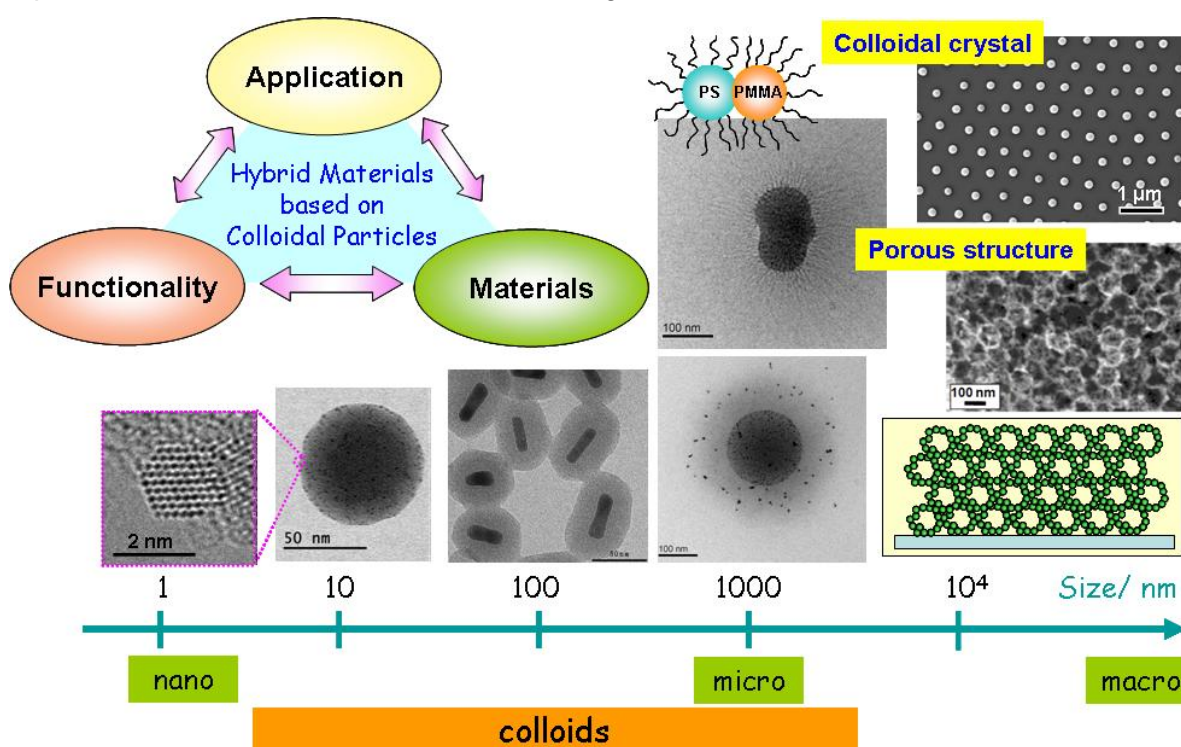 Application
Hybrid Materials
based on
Colloidal Particles
Functionality
Materials
PS
PMMA
Colloidal crystal
1 µm
100 nm
Porous structure
100 nm
2 nm
50 nm
100 nm
1
10
100
1000
10⁴
Size/ nm
nano
micro
macro
colloids